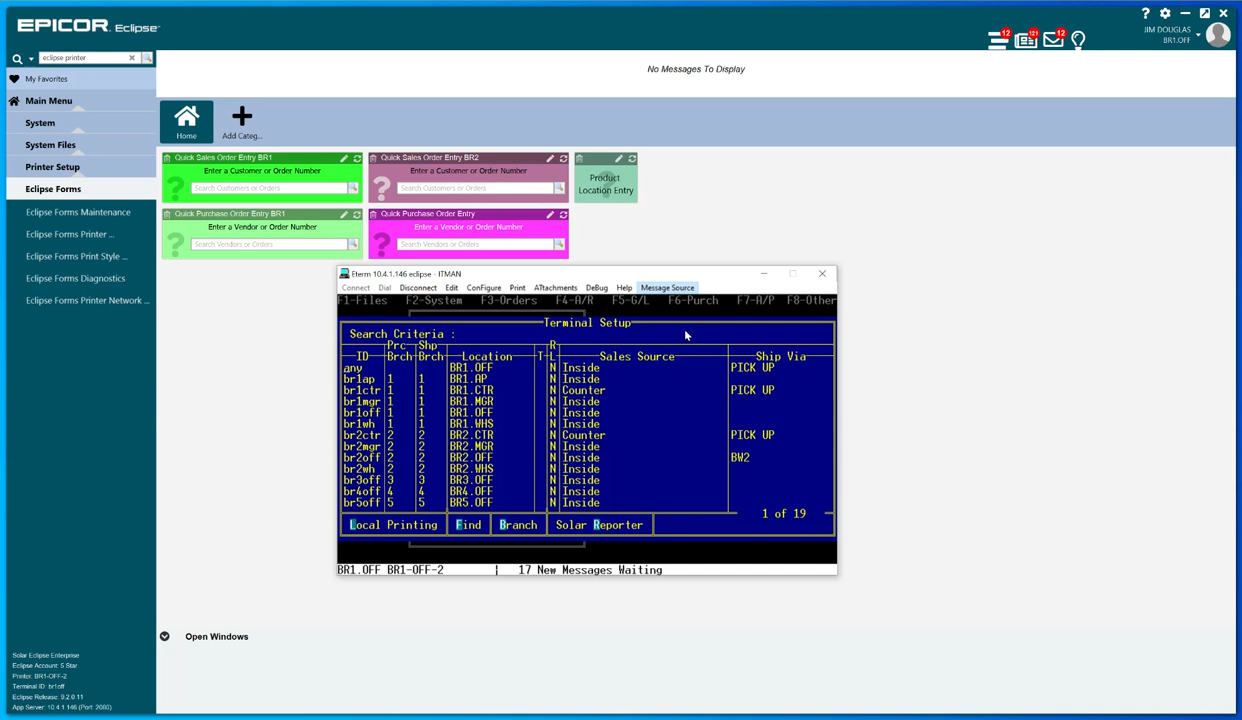 EPICOR Eclipse
? 
12 121 12
JIM DOUGLAS
BR1.OFF
eclipse printer
My Favorites
Main Menu
System
System Files
Printer Setup
Eclipse Forms
Eclipse Forms Maintenance
Eclipse Forms Printer ...
Eclipse Forms Print Style ...
Eclipse Forms Diagnostics
Eclipse Forms Printer Network ...
No Messages To Display
Home
Add Categ...
Quick Sales Order Entry BR1
Enter a Customer or Order Number
Search Customers or Orders
Quick Sales Order Entry BR2
Enter a Customer or Order Number
Search Customers or Orders
Product
Location Entry
Quick Purchase Order Entry BR1
Enter a Vendor or Order Number
Search Vendors or Orders
Quick Purchase Order Entry
Enter a Vendor or Order Number
Search Vendors or Orders
Eterm 10.4.1.146 eclipse - ITMAN
Connect Dial Disconnect Edit ConFigure Print ATtachments DeBug Help Message Source
F1-Files F2-System F3-Orders F4-A/R F5-G/L F6-Purch F7-A/P F8-Other
Terminal Setup
Search Criteria :
Prc Shp R
ID Brch Brch Location T L Sales Source Ship Via
any BR1.OFF N Inside PICK UP
br1ap 1 1 BR1.AP N Inside
br1ctr 1 1 BR1.CTR N Counter PICK UP
br1mgr 1 1 BR1.MGR N Inside
br1off 1 1 BR1.OFF N Inside
br1wh 1 1 BR1.WHS N Inside
br2ctr 2 2 BR2.CTR N Counter PICK UP
br2mgr 2 2 BR2.MGR N Inside
br2off 2 2 BR2.OFF N Inside BW2
br2wh 2 2 BR2.WHS N Inside
br3off 3 3 BR3.OFF N Inside
br4off 4 4 BR4.OFF N Inside
br5off 5 5 BR5.OFF N Inside
1 of 19
Local Printing Find Branch Solar Reporter
BR1.OFF BR1-OFF-2 | 17 New Messages Waiting
Open Windows
Solar Eclipse Enterprise
Eclipse Account: 5 Star
Printer: BR1-OFF-2
Terminal ID: br1off
Eclipse Release: 9.2.0.11
App Server: 10.4.1.146 (Port: 2080)